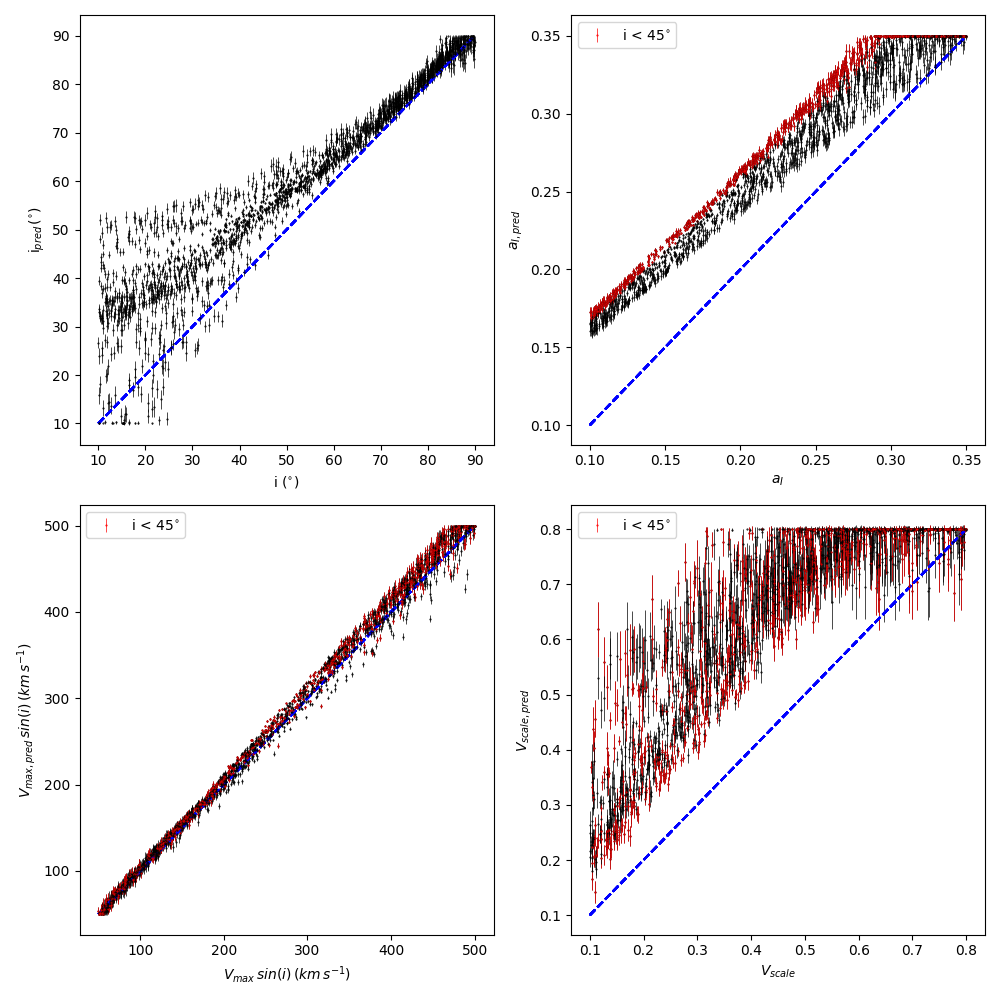 90
80
70
60
50
40
30
20
10
i_{pred} (°)
10 20 30 40 50 60 70 80 90
i (°)
i < 45°
0.35
0.30
0.25
0.20
0.15
0.10
a_{l, pred}
0.10 0.15 0.20 0.25 0.30 0.35
a_l
i < 45°
500
400
300
200
100
V_{max, pred} sin(i) (km s^{-1})
100 200 300 400 500
V_{max} sin(i) (km s^{-1})
i < 45°
0.8
0.7
0.6
0.5
0.4
0.3
0.2
0.1
V_{scale, pred}
0.1 0.2 0.3 0.4 0.5 0.6 0.7 0.8
V_{scale}